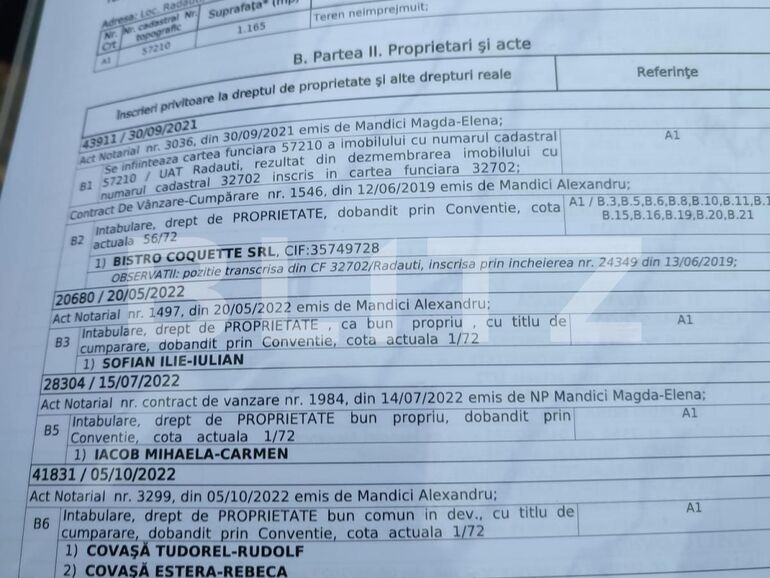 Adresa: Loc. Radauti
Nr. Crt
Nr. cadastral Nr. topografic
Suprafaţa* (mp)
A1
57210
1.165
Teren neimprejmuit;
B. Partea II. Proprietari şi acte
Înscrieri privitoare la dreptul de proprietate şi alte drepturi reale
Referinţe
43911 / 30/09/2021
Act Notarial nr. 3036, din 30/09/2021 emis de Mandici Magda-Elena;
B1
Se infiinteaza cartea funciara 57210 a imobilului cu numarul cadastral
57210 / UAT Radauti, rezultat din dezmembrarea imobilului cu
numarul cadastral 32702 inscris in cartea funciara 32702;
A1
Contract De Vânzare-Cumpărare nr. 1546, din 12/06/2019 emis de Mandici Alexandru;
B2
Intabulare, drept de PROPRIETATE, dobandit prin Conventie, cota
actuala 56/72
A1 / B.3,B.5,B.6,B.8,B.10,B.11,B.1
B.15,B.16,B.19,B.20,B.21
1) BISTRO COQUETTE SRL, CIF:35749728
OBSERVATII: pozitie transcrisa din CF 32702/Radauti, inscrisa prin incheierea nr. 24349 din 13/06/2019;
20680 / 20/05/2022
Act Notarial nr. 1497, din 20/05/2022 emis de Mandici Alexandru;
B3
Intabulare, drept de PROPRIETATE , ca bun propriu , cu titlu de
cumparare, dobandit prin Conventie, cota actuala 1/72
A1
1) SOFIAN ILIE-IULIAN
28304 / 15/07/2022
Act Notarial nr. contract de vanzare nr. 1984, din 14/07/2022 emis de NP Mandici Magda-Elena;
B5
Intabulare, drept de PROPRIETATE bun propriu, dobandit prin
Conventie, cota actuala 1/72
A1
1) IACOB MIHAELA-CARMEN
41831 / 05/10/2022
Act Notarial nr. 3299, din 05/10/2022 emis de Mandici Alexandru;
B6
Intabulare, drept de PROPRIETATE bun comun in dev., cu titlu de
cumparare, dobandit prin Conventie, cota actuala 1/72
A1
1) COVAŞĂ TUDOREL-RUDOLF
2) COVAŞĂ ESTERA-REBECA
BLITZ